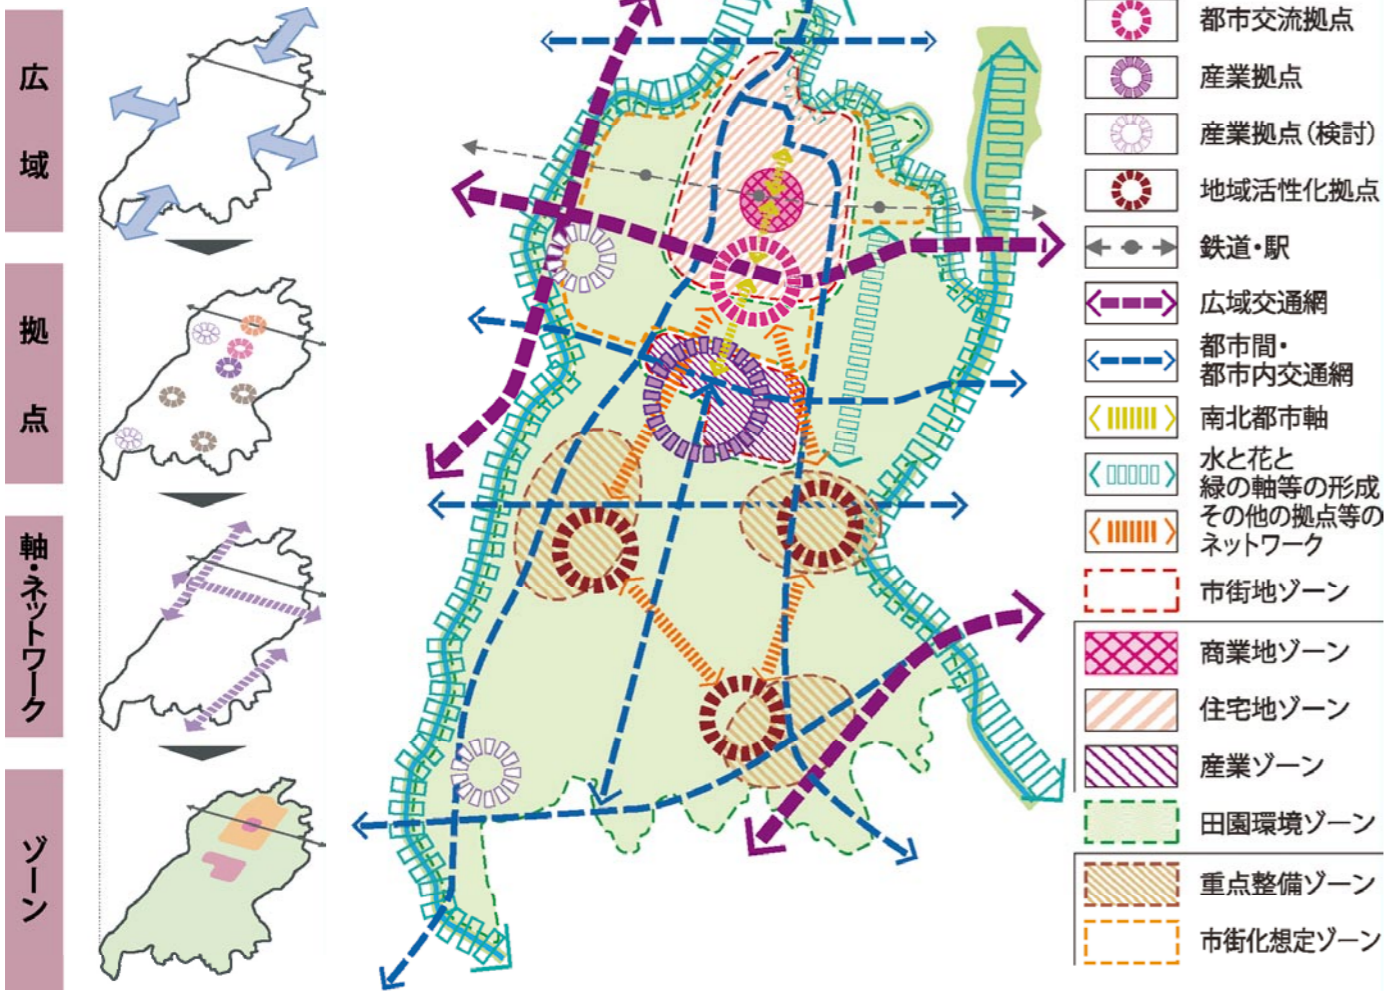 広域
拠点
軸・ネットワーク
ゾーン
都市交流拠点
産業拠点
産業拠点(検討)
地域活性化拠点
鉄道・駅
広域交通網
都市間・
都市内交通網
南北都市軸
水と花と
緑の軸等の形成
その他の拠点等の
ネットワーク
市街地ゾーン
商業地ゾーン
住宅地ゾーン
産業ゾーン
田園環境ゾーン
重点整備ゾーン
市街化想定ゾーン